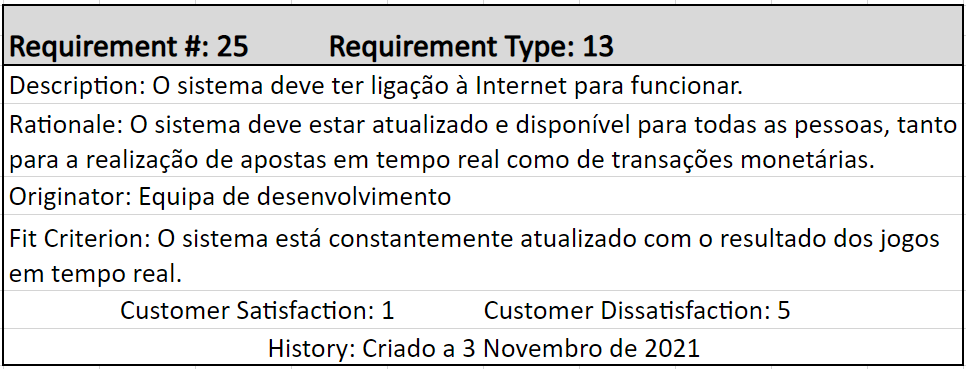 Requirement #: 25 Requirement Type: 13
Description: O sistema deve ter ligação à Internet para funcionar.
Rationale: O sistema deve estar atualizado e disponível para todas as pessoas, tanto
para a realização de apostas em tempo real como de transações monetárias.
Originator: Equipa de desenvolvimento
Fit Criterion: O sistema está constantemente atualizado com o resultado dos jogos
em tempo real.
Customer Satisfaction: 1 Customer Dissatisfaction: 5
History: Criado a 3 Novembro de 2021